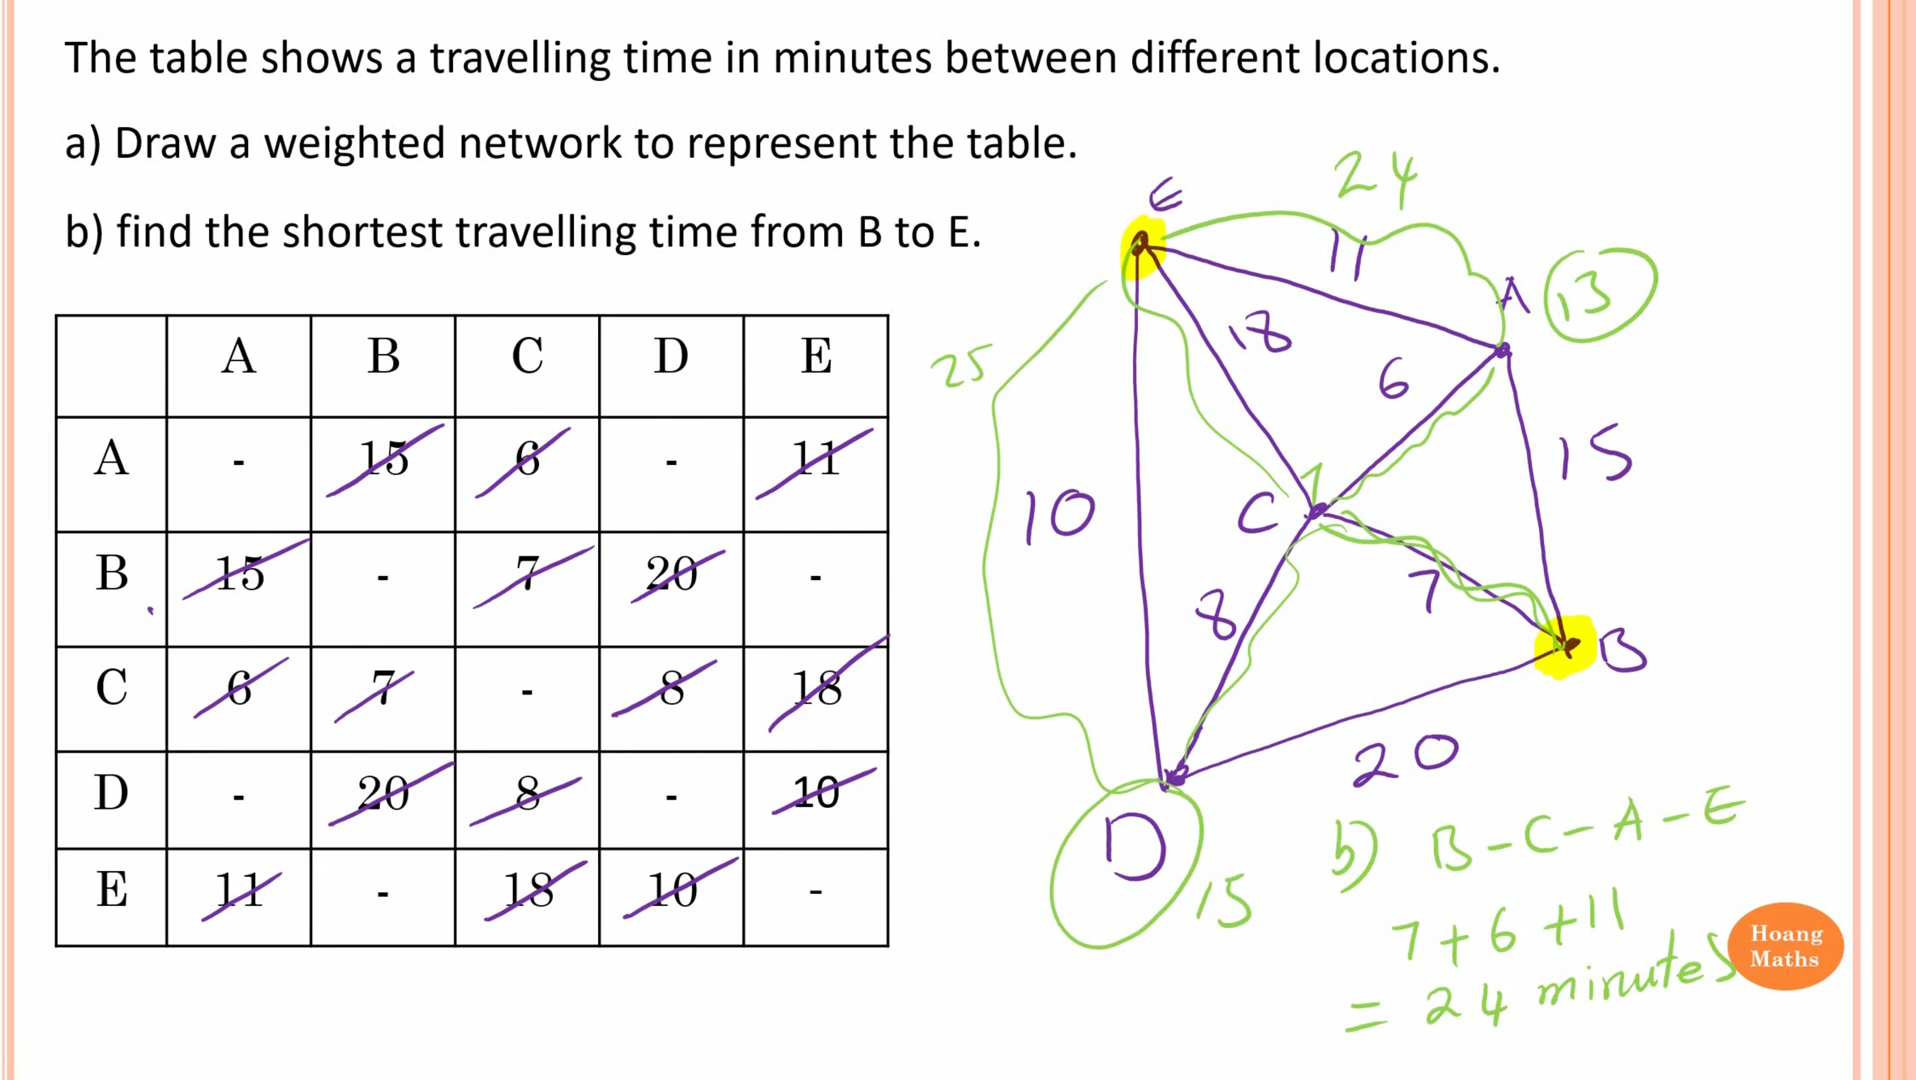 The table shows a travelling time in minutes between different locations.
a) Draw a weighted network to represent the table.
b) find the shortest travelling time from B to E.
A B C D E
A - 15 6 - 11
B 15 - 7 20 -
C 6 7 - 8 18
D - 20 8 - 10
E 11 - 18 10 -
24
E
11
A 13
18
25
6
15
7
10
C
7
8
B
20
D
15
b) B-C-A-E
7+6+11
= 24 minutes
Hoang
Maths